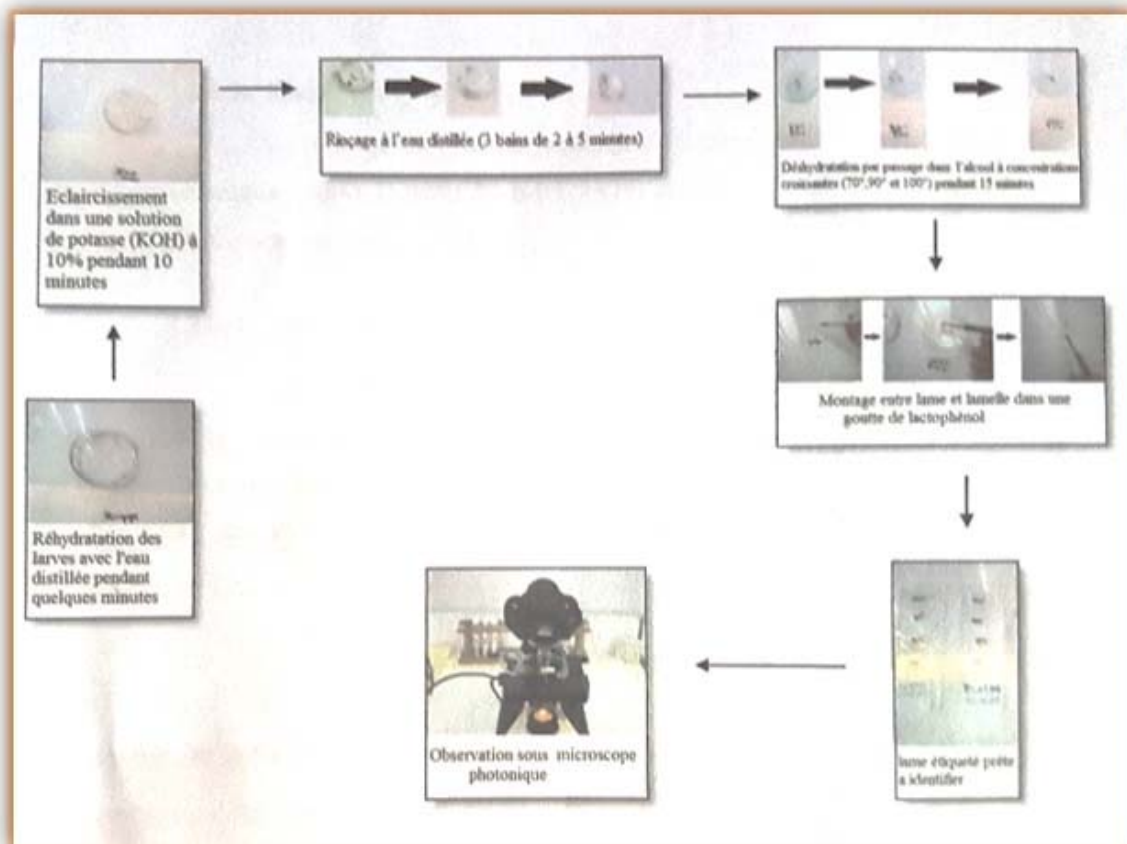 Rinçage à l'eau distillée (3 bains de 2 à 5 minutes)
Déshydratation par passage dans l'alcool à concentrations
croissantes (70°,90° et 100°) pendant 15 minutes
Eclaircissement
dans une solution
de potasse (KOH) à
10% pendant 10
minutes
Montage entre lame et lamelle dans une
goutte de lactophénol
Réhydratation des
larves avec l'eau
distillée pendant
quelques minutes
Observation sous microscope
photonique
lame étiqueté prête
a identifier